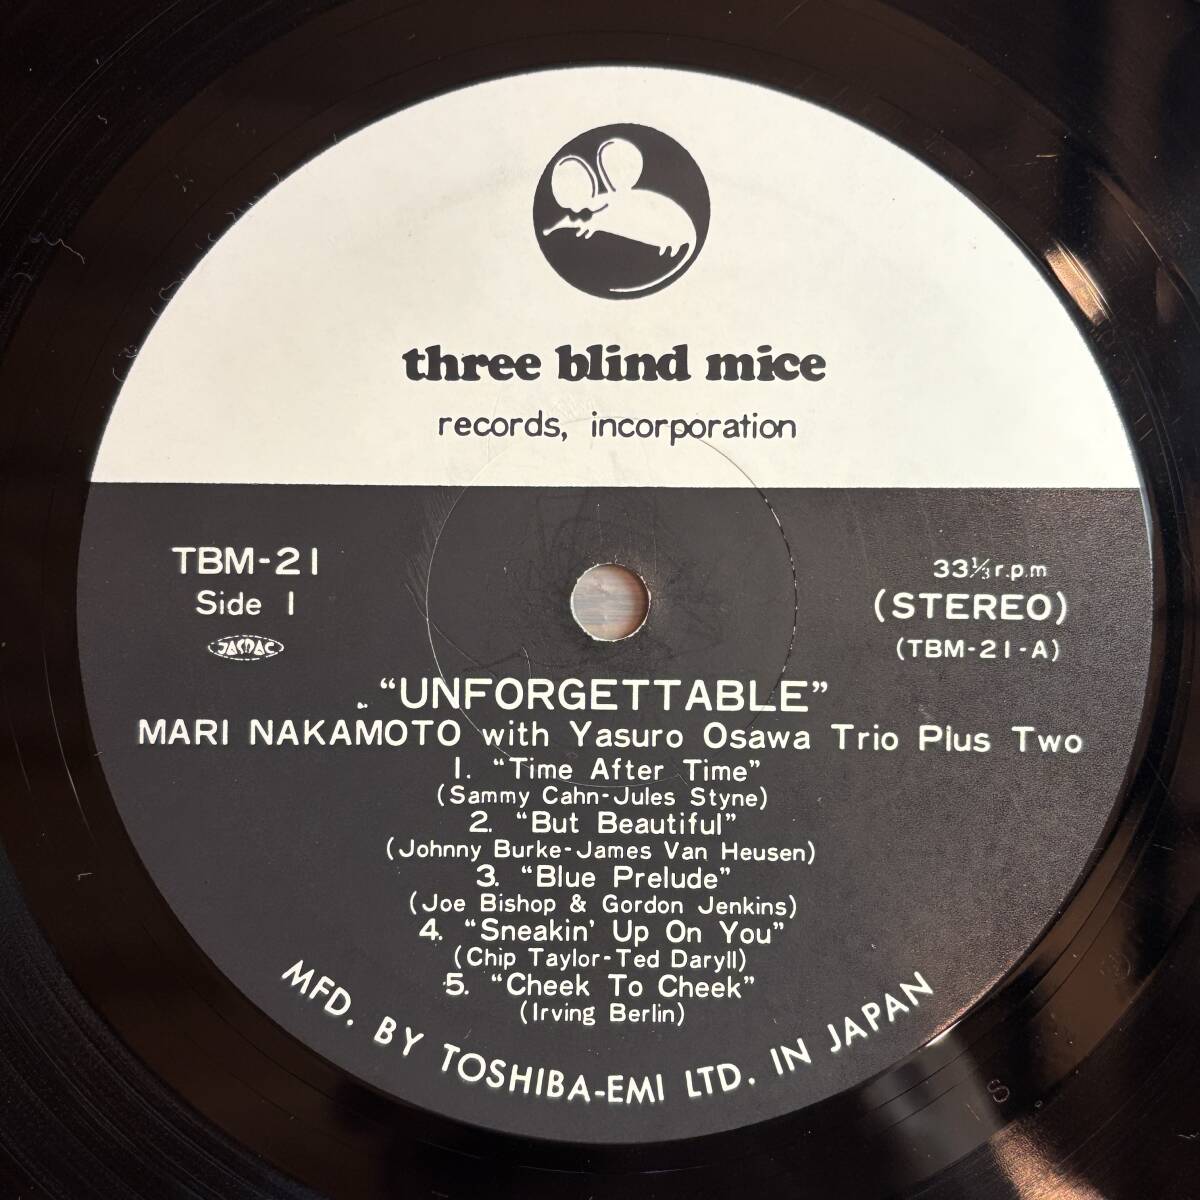 three blind mice
records, incorporation
TBM-21
Side 1
JASRAC
33⅓ r.p.m
(STEREO)
(TBM-21-A)
“UNFORGETTABLE”
MARI NAKAMOTO with Yasuro Osawa Trio Plus Two
1. “Time After Time”
(Sammy Cahn-Jules Styne)
2. “But Beautiful”
(Johnny Burke-James Van Heusen)
3. “Blue Prelude”
(Joe Bishop & Gordon Jenkins)
4. “Sneakin’ Up On You”
(Chip Taylor-Ted Daryll)
5. “Cheek To Cheek”
(Irving Berlin)
MFD. BY TOSHIBA-EMI LTD. IN JAPAN
S